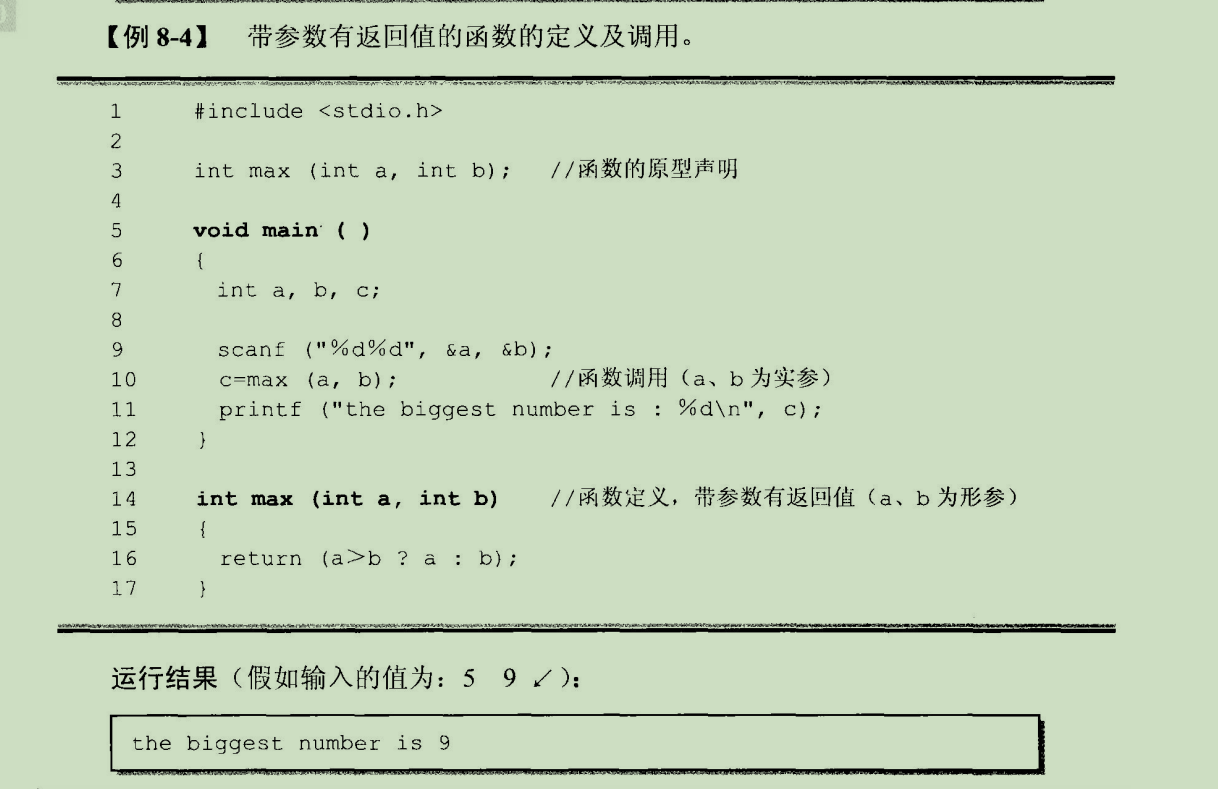 【例 8-4】 带参数有返回值的函数的定义及调用。
1 #include <stdio.h>
2
3 int max (int a, int b); //函数的原型声明
4
5 void main ( )
6 {
7 int a, b, c;
8
9 scanf ("%d%d", &a, &b);
10 c=max (a, b); //函数调用（a、b 为实参）
11 printf ("the biggest number is : %d\n", c);
12 }
13
14 int max (int a, int b) //函数定义，带参数有返回值（a、b 为形参）
15 {
16 return (a>b ? a : b);
17 }
运行结果（假如输入的值为：5 9 ↙）：
the biggest number is 9